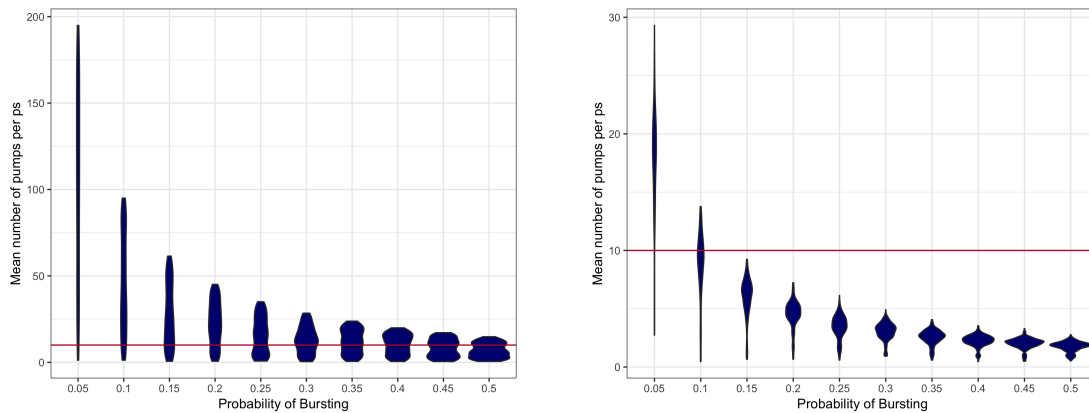 Mean number of pumps per ps
200
150
100
50
0
0.05 0.1 0.15 0.2 0.25 0.3 0.35 0.4 0.45 0.5
Probability of Bursting
Mean number of pumps per ps
30
20
10
0
0.05 0.1 0.15 0.2 0.25 0.3 0.35 0.4 0.45 0.5
Probability of Bursting